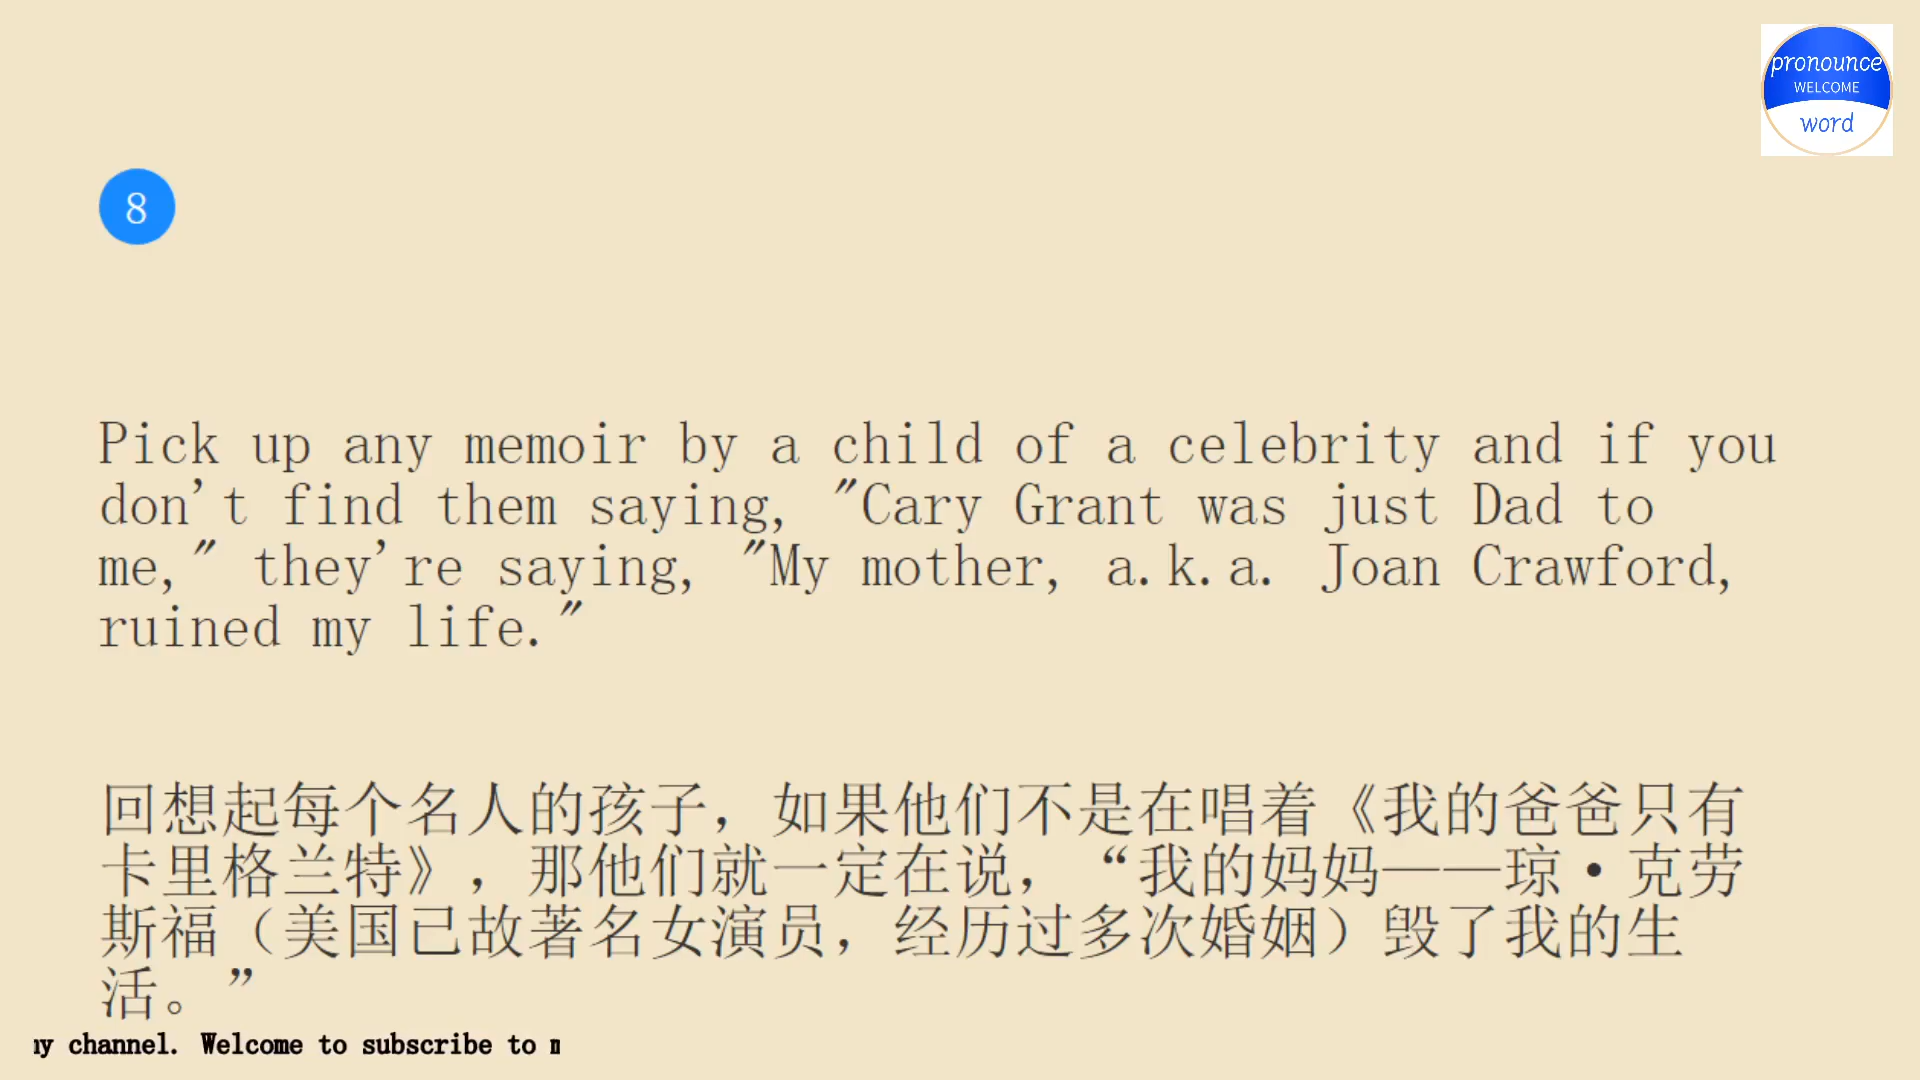 pronounce
WELCOME
word
8
Pick up any memoir by a child of a celebrity and if you
don't find them saying, "Cary Grant was just Dad to
me," they're saying, "My mother, a.k.a. Joan Crawford,
ruined my life."
回想起每个名人的孩子，如果他们不是在唱着《我的爸爸只有
卡里格兰特》，那他们就一定在说，“我的妈妈——琼·克劳
斯福（美国已故著名女演员，经历过多次婚姻）毁了我的生
活。”
my channel. Welcome to subscribe to m